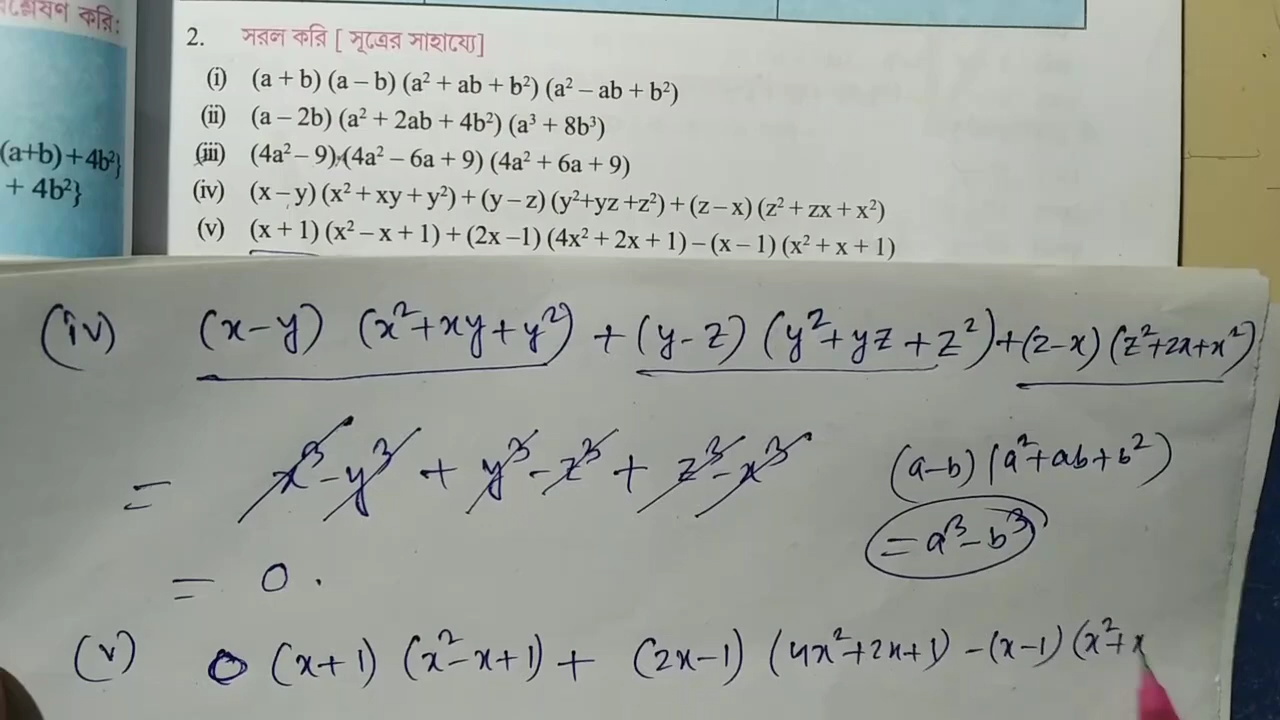 শ্লেষণ করি:
(a+b)+4b²}
+ 4b²}
2. সরল করি [ সূত্রের সাহায্যে]
(i) (a + b) (a – b) (a² + ab + b²) (a² – ab + b²)
(ii) (a – 2b) (a² + 2ab + 4b²) (a³ + 8b³)
(iii) (4a² – 9) (4a² – 6a + 9) (4a² + 6a + 9)
(iv) (x – y) (x² + xy + y²) + (y – z) (y²+yz +z²) + (z – x) (z² + zx + x²)
(v) (x + 1) (x² – x + 1) + (2x –1) (4x² + 2x + 1) – (x – 1) (x² + x + 1)
(iv) (x-y) (x²+xy+y²) + (y-z) (y²+yz+z²)+(z-x) (z²+zx+x²)
= x³-y³ + y³-z³ + z³-x³
(a-b) (a²+ab+b²)
= a³-b³
= 0.
(v) (x+1) (x²-x+1) + (2x-1) (4x²+2x+1) -(x-1) (x²+x